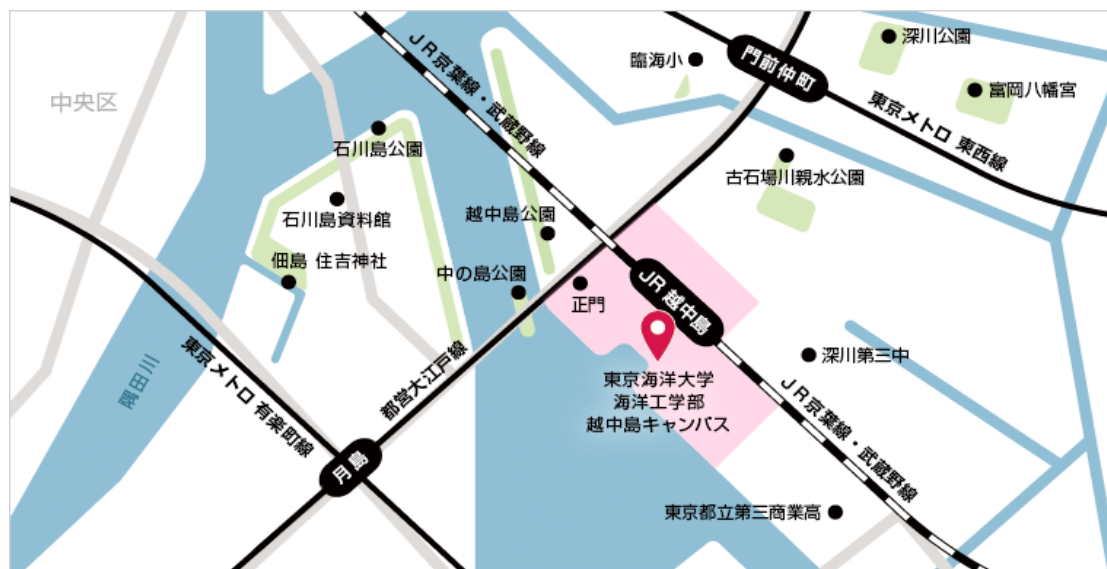 JR京葉線・武蔵野線
臨海小
門前仲町
深川公園
富岡八幡宮
東京メトロ 東西線
中央区
石川島公園
古石場川親水公園
石川島資料館
越中島公園
佃島 住吉神社
中の島公園
正門
JR 越中島
隅田三
東京メトロ 有楽町線
都営大江戸線
深川第三中
東京海洋大学
海洋工学部
越中島キャンパス
JR京葉線・武蔵野線
月島
東京都立第三商業高